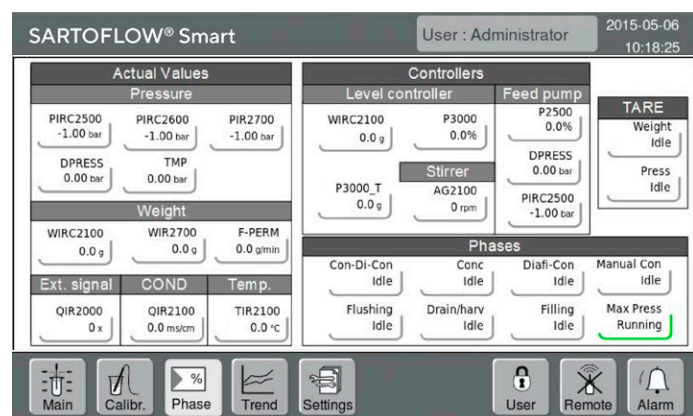 SARTOFLOW® Smart
User : Administrator
2015-05-06
10:18:25
Actual Values
Pressure
PIRC2500
-1.00 bar
PIRC2600
-1.00 bar
PIR2700
-1.00 bar
DPRESS
0.00 bar
TMP
0.00 bar
Weight
WIRC2100
0.0 g
WIR2700
0.0 g
F-PERM
0.0 g/min
Ext. signal
COND
Temp.
QIR2000
0 x
QIR2100
0.0 ms/cm
TIR2100
0.0 °C
Controllers
Level controller
WIRC2100
0.0 g
P3000
0.0%
P3000_T
0.0 g
Stirrer
AG2100
0 rpm
Feed pump
P2500
0.0%
DPRESS
0.00 bar
PIRC2500
-1.00 bar
TARE
Weight
Idle
Press
Idle
Phases
Con-Di-Con
Idle
Conc
Idle
Diafi-Con
Idle
Manual Con
Idle
Flushing
Idle
Drain/harv
Idle
Filling
Idle
Max Press
Running
Main
Calibr.
%
Phase
Trend
Settings
User
Remote
Alarm